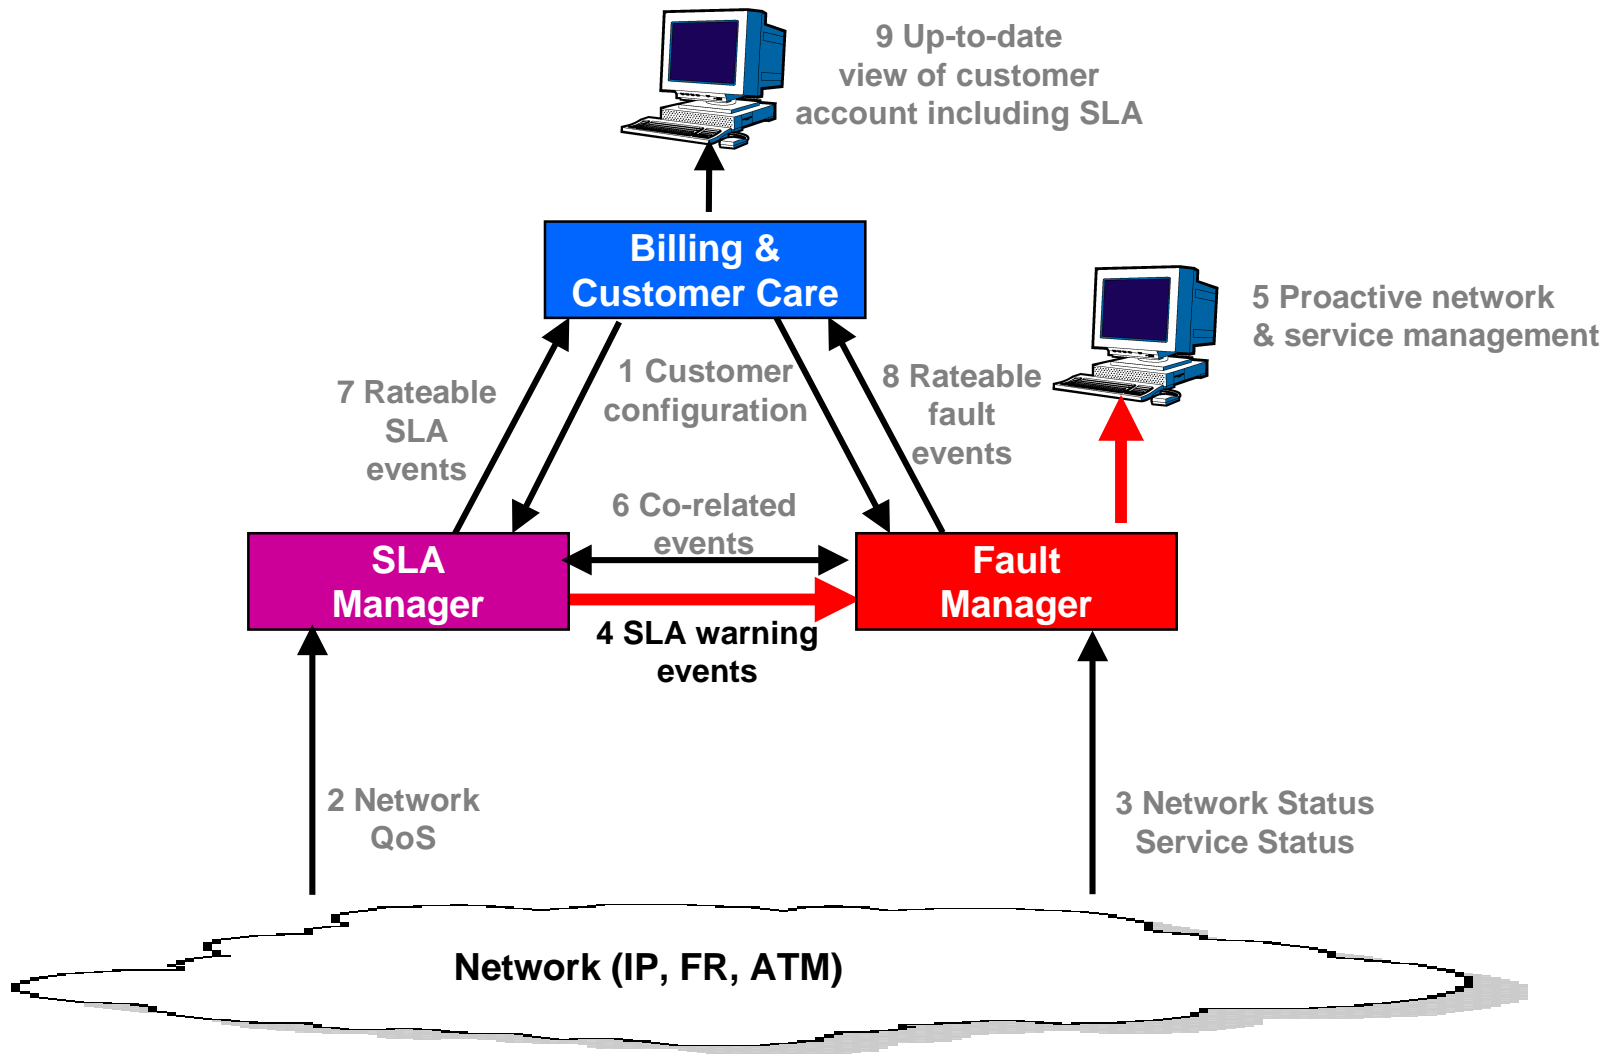 9 Up-to-date
view of customer
account including SLA
Billing &
Customer Care
5 Proactive network
& service management
7 Rateable
SLA
events
1 Customer
configuration
8 Rateable
fault
events
6 Co-related
events
SLA
Manager
Fault
Manager
4 SLA warning
events
2 Network
QoS
3 Network Status
Service Status
Network (IP, FR, ATM)